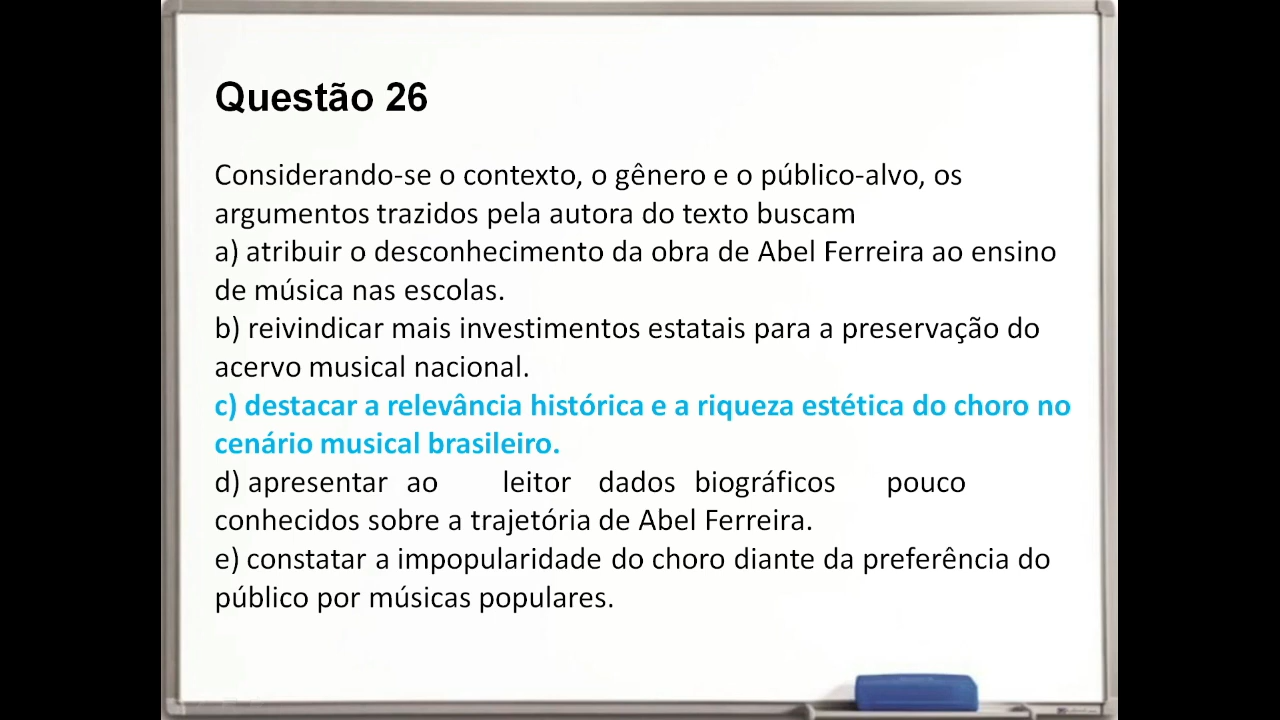 Questão 26
Considerando-se o contexto, o gênero e o público-alvo, os
argumentos trazidos pela autora do texto buscam
a) atribuir o desconhecimento da obra de Abel Ferreira ao ensino
de música nas escolas.
b) reivindicar mais investimentos estatais para a preservação do
acervo musical nacional.
c) destacar a relevância histórica e a riqueza estética do choro no
cenário musical brasileiro.
d) apresentar ao leitor dados biográficos pouco
conhecidos sobre a trajetória de Abel Ferreira.
e) constatar a impopularidade do choro diante da preferência do
público por músicas populares.